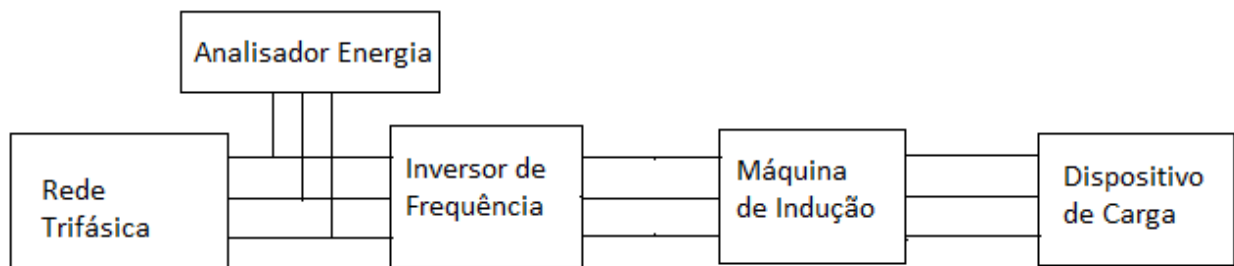 Analisador Energia
Rede
Trifásica
Inversor de
Frequência
Máquina
de Indução
Dispositivo
de Carga